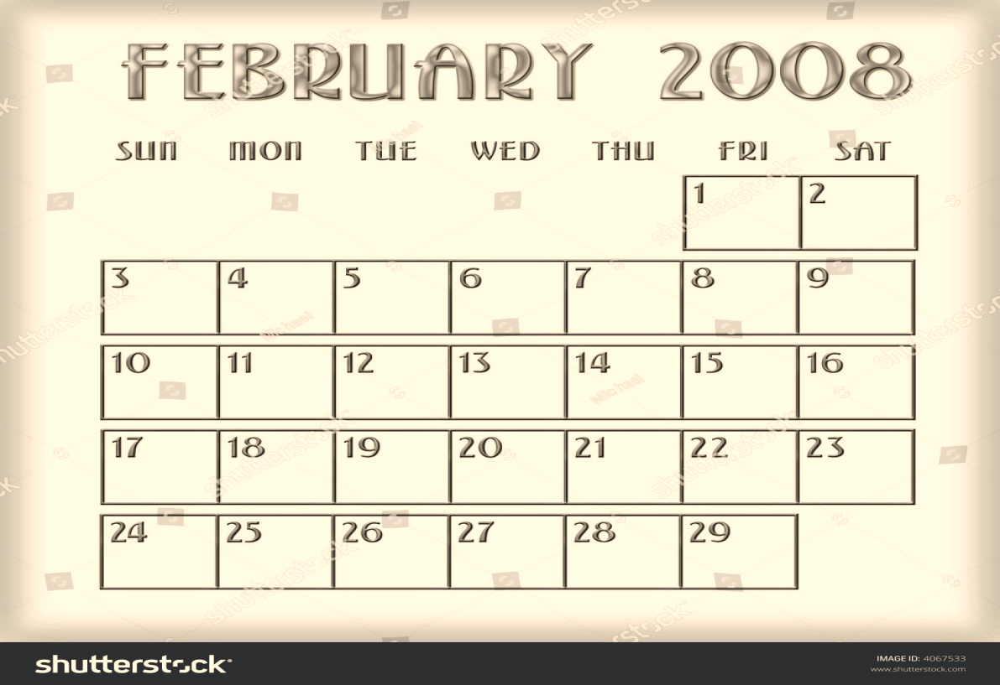 FEBRUARY 2008
SUN MON TUE WED THU FRI SAT
1 2
3 4 5 6 7 8 9
10 11 12 13 14 15 16
17 18 19 20 21 22 23
24 25 26 27 28 29
shutterstock
IMAGE ID: 4067533
www.shutterstock.com